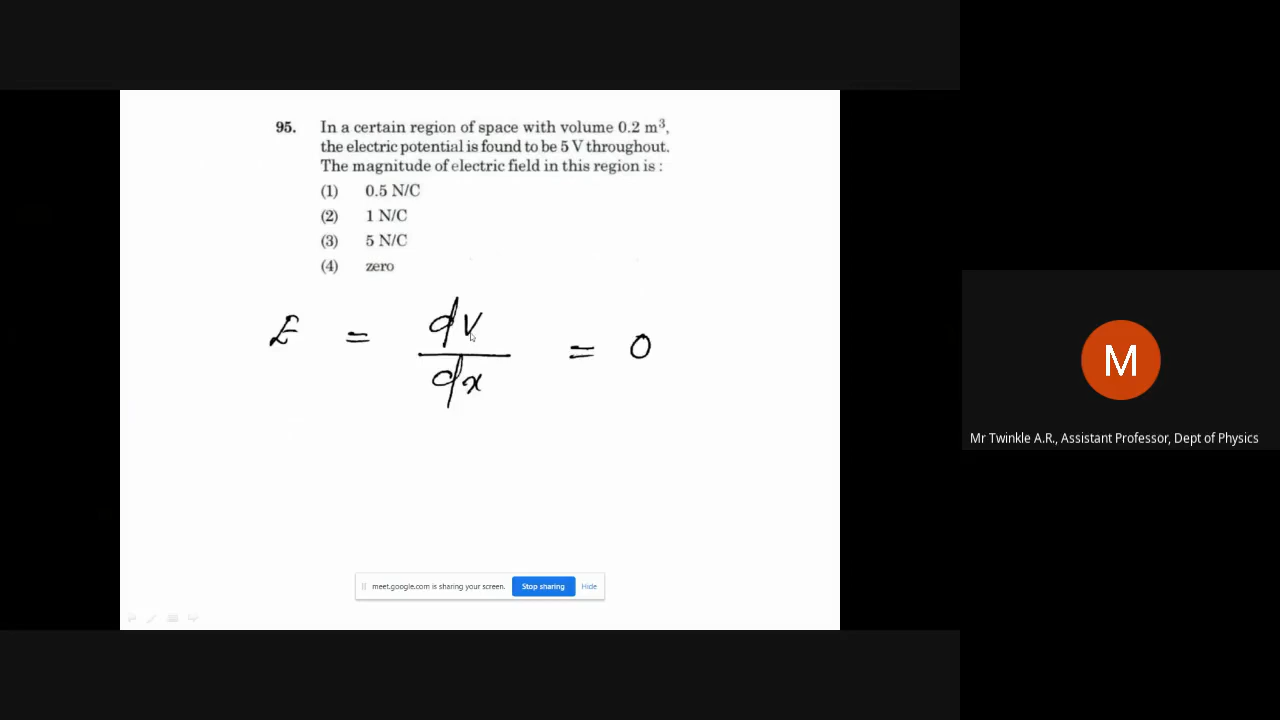 95. In a certain region of space with volume 0.2 m³,
the electric potential is found to be 5 V throughout.
The magnitude of electric field in this region is :
(1) 0.5 N/C
(2) 1 N/C
(3) 5 N/C
(4) zero
E = dV/dx = 0
M
Mr Twinkle A.R., Assistant Professor, Dept of Physics
meet.google.com is sharing your screen. Stop sharing Hide